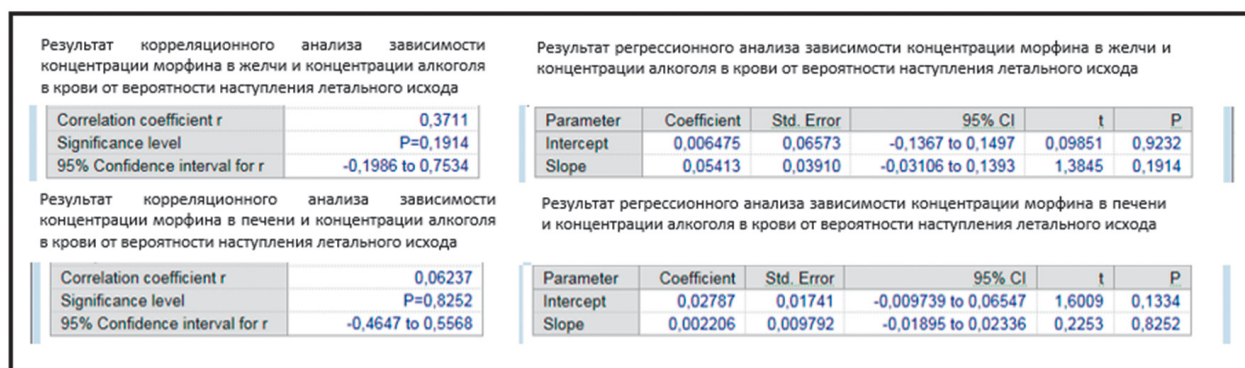 Результат корреляционного анализа зависимости
концентрации морфина в желчи и концентрации алкоголя
в крови от вероятности наступления летального исхода
Correlation coefficient r 0,3711
Significance level P=0,1914
95% Confidence interval for r -0,1986 to 0,7534
Результат регрессионного анализа зависимости концентрации морфина в желчи и
концентрации алкоголя в крови от вероятности наступления летального исхода
Parameter Coefficient Std. Error 95% CI t P
Intercept 0,006475 0,06573 -0,1367 to 0,1497 0,09851 0,9232
Slope 0,05413 0,03910 -0,03106 to 0,1393 1,3845 0,1914
Результат корреляционного анализа зависимости
концентрации морфина в печени и концентрации алкоголя
в крови от вероятности наступления летального исхода
Correlation coefficient r 0,06237
Significance level P=0,8252
95% Confidence interval for r -0,4647 to 0,5568
Результат регрессионного анализа зависимости концентрации морфина в печени
и концентрации алкоголя в крови от вероятности наступления летального исхода
Parameter Coefficient Std. Error 95% CI t P
Intercept 0,02787 0,01741 -0,009739 to 0,06547 1,6009 0,1334
Slope 0,002206 0,009792 -0,01895 to 0,02336 0,2253 0,8252